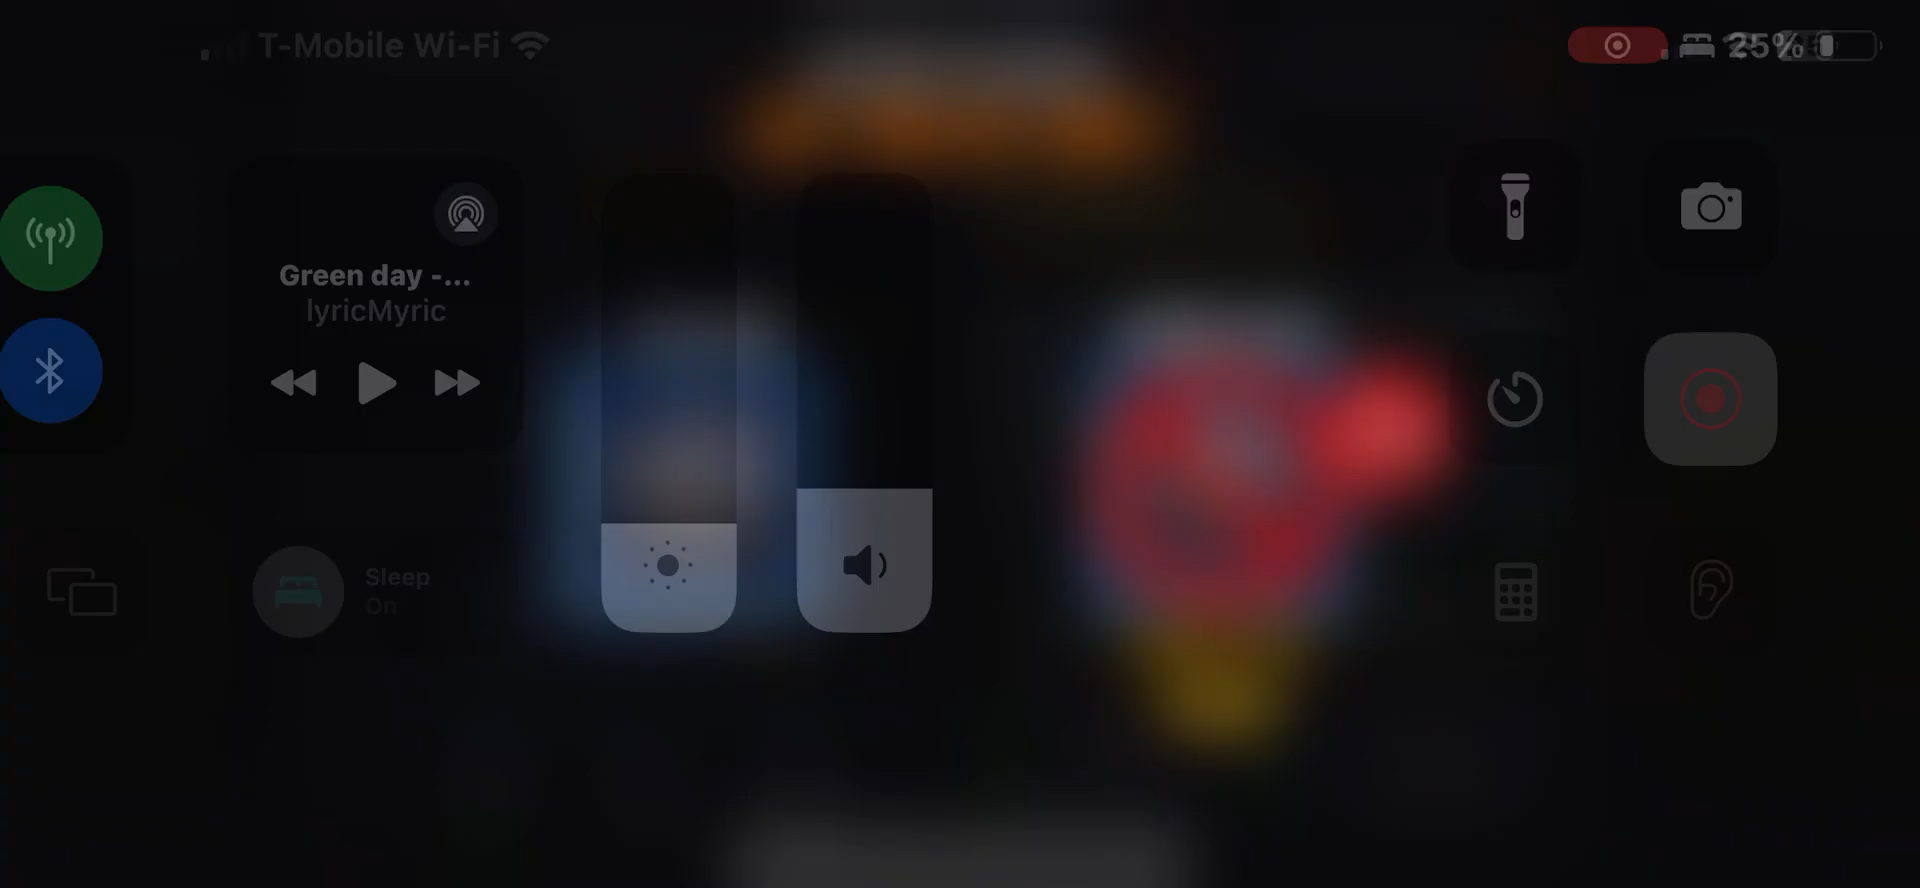 T-Mobile Wi-Fi
25%
Green day -...
lyricMyric
Sleep
On